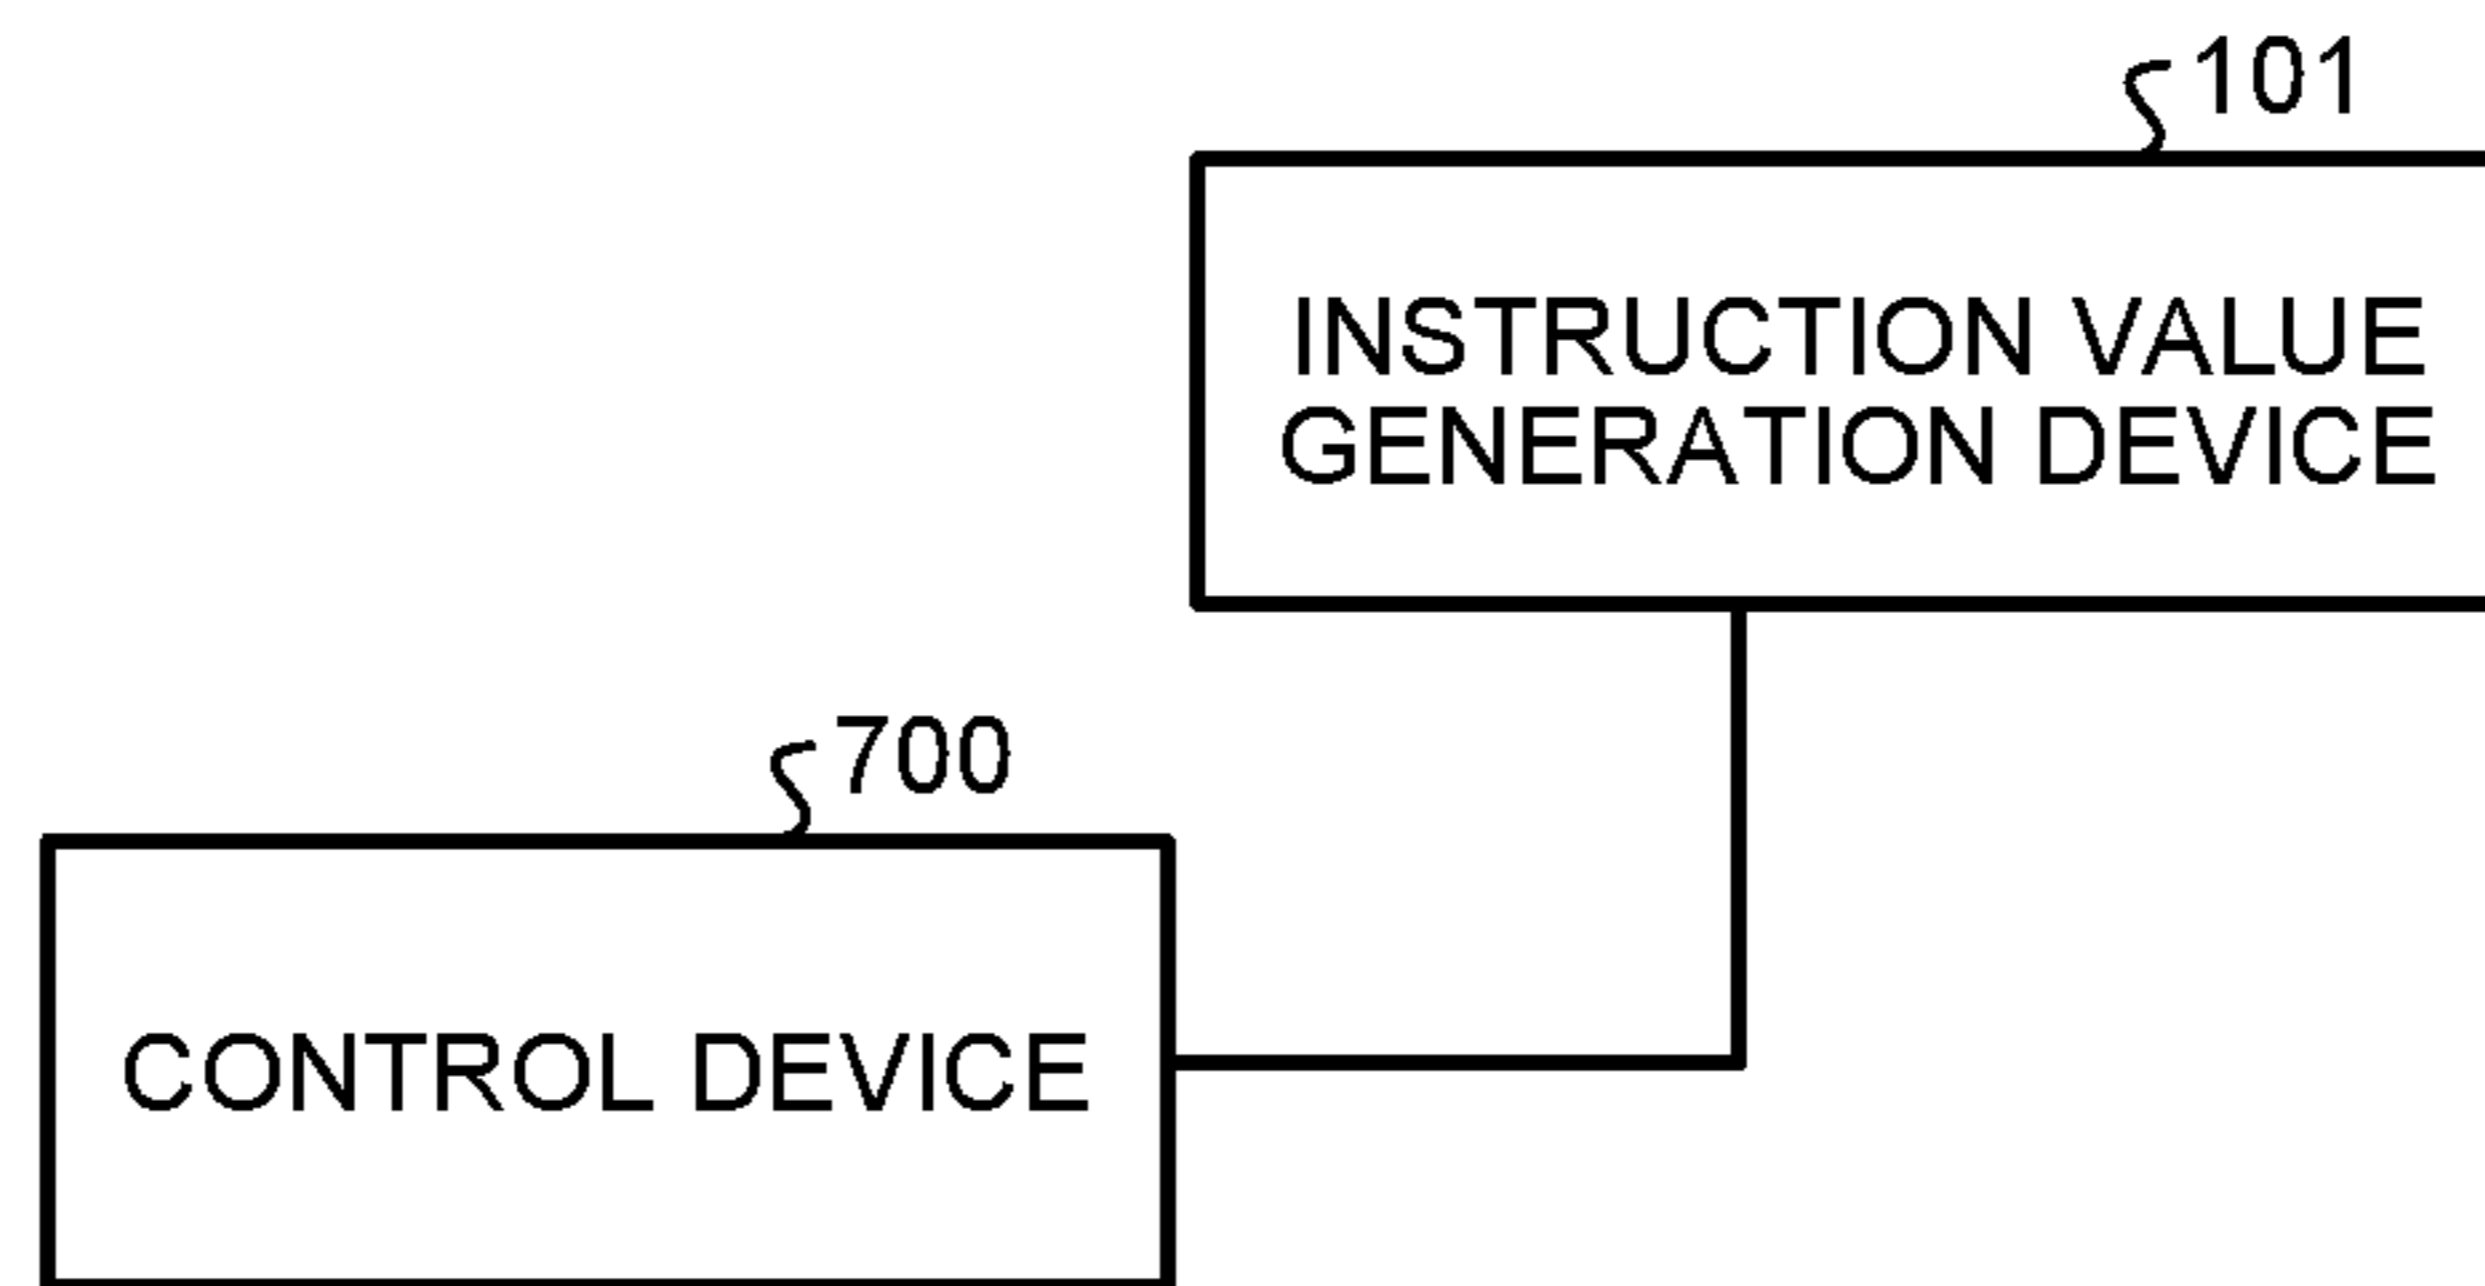 101
INSTRUCTION VALUE
GENERATION DEVICE
700
CONTROL DEVICE